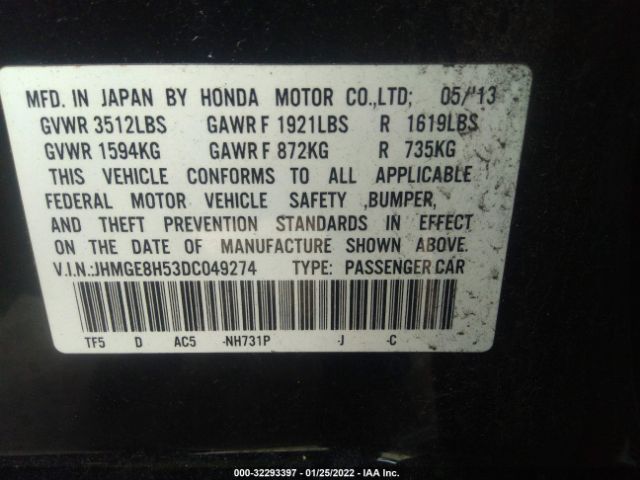 MFD. IN JAPAN BY HONDA MOTOR CO.,LTD; 05/'13
GVWR 3512LBS GAWR F 1921LBS R 1619LBS
GVWR 1594KG GAWR F 872KG R 735KG
THIS VEHICLE CONFORMS TO ALL APPLICABLE
FEDERAL MOTOR VEHICLE SAFETY ,BUMPER,
AND THEFT PREVENTION STANDARDS IN EFFECT
ON THE DATE OF MANUFACTURE SHOWN ABOVE.
V.I.N.:JHMGE8H53DC049274 TYPE: PASSENGER CAR
TF5 D AC5 -NH731P -J -C
000-32293397 - 01/25/2022 - IAA Inc.